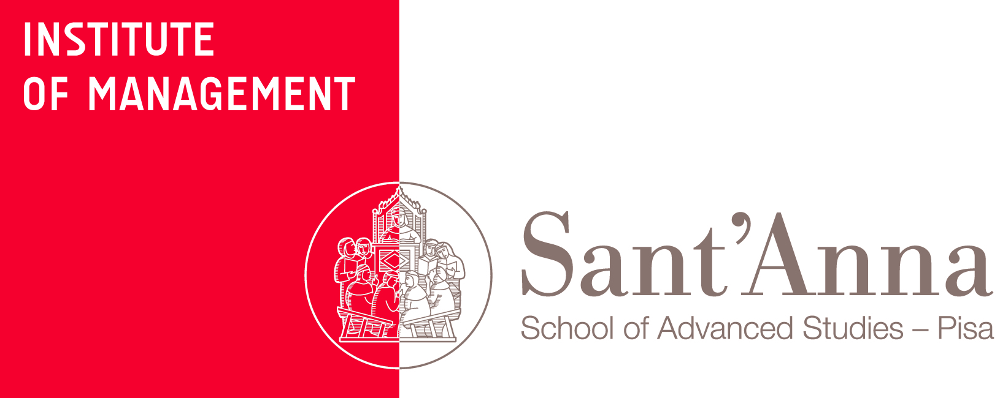 INSTITUTE
OF MANAGEMENT
Sant’Anna
School of Advanced Studies – Pisa